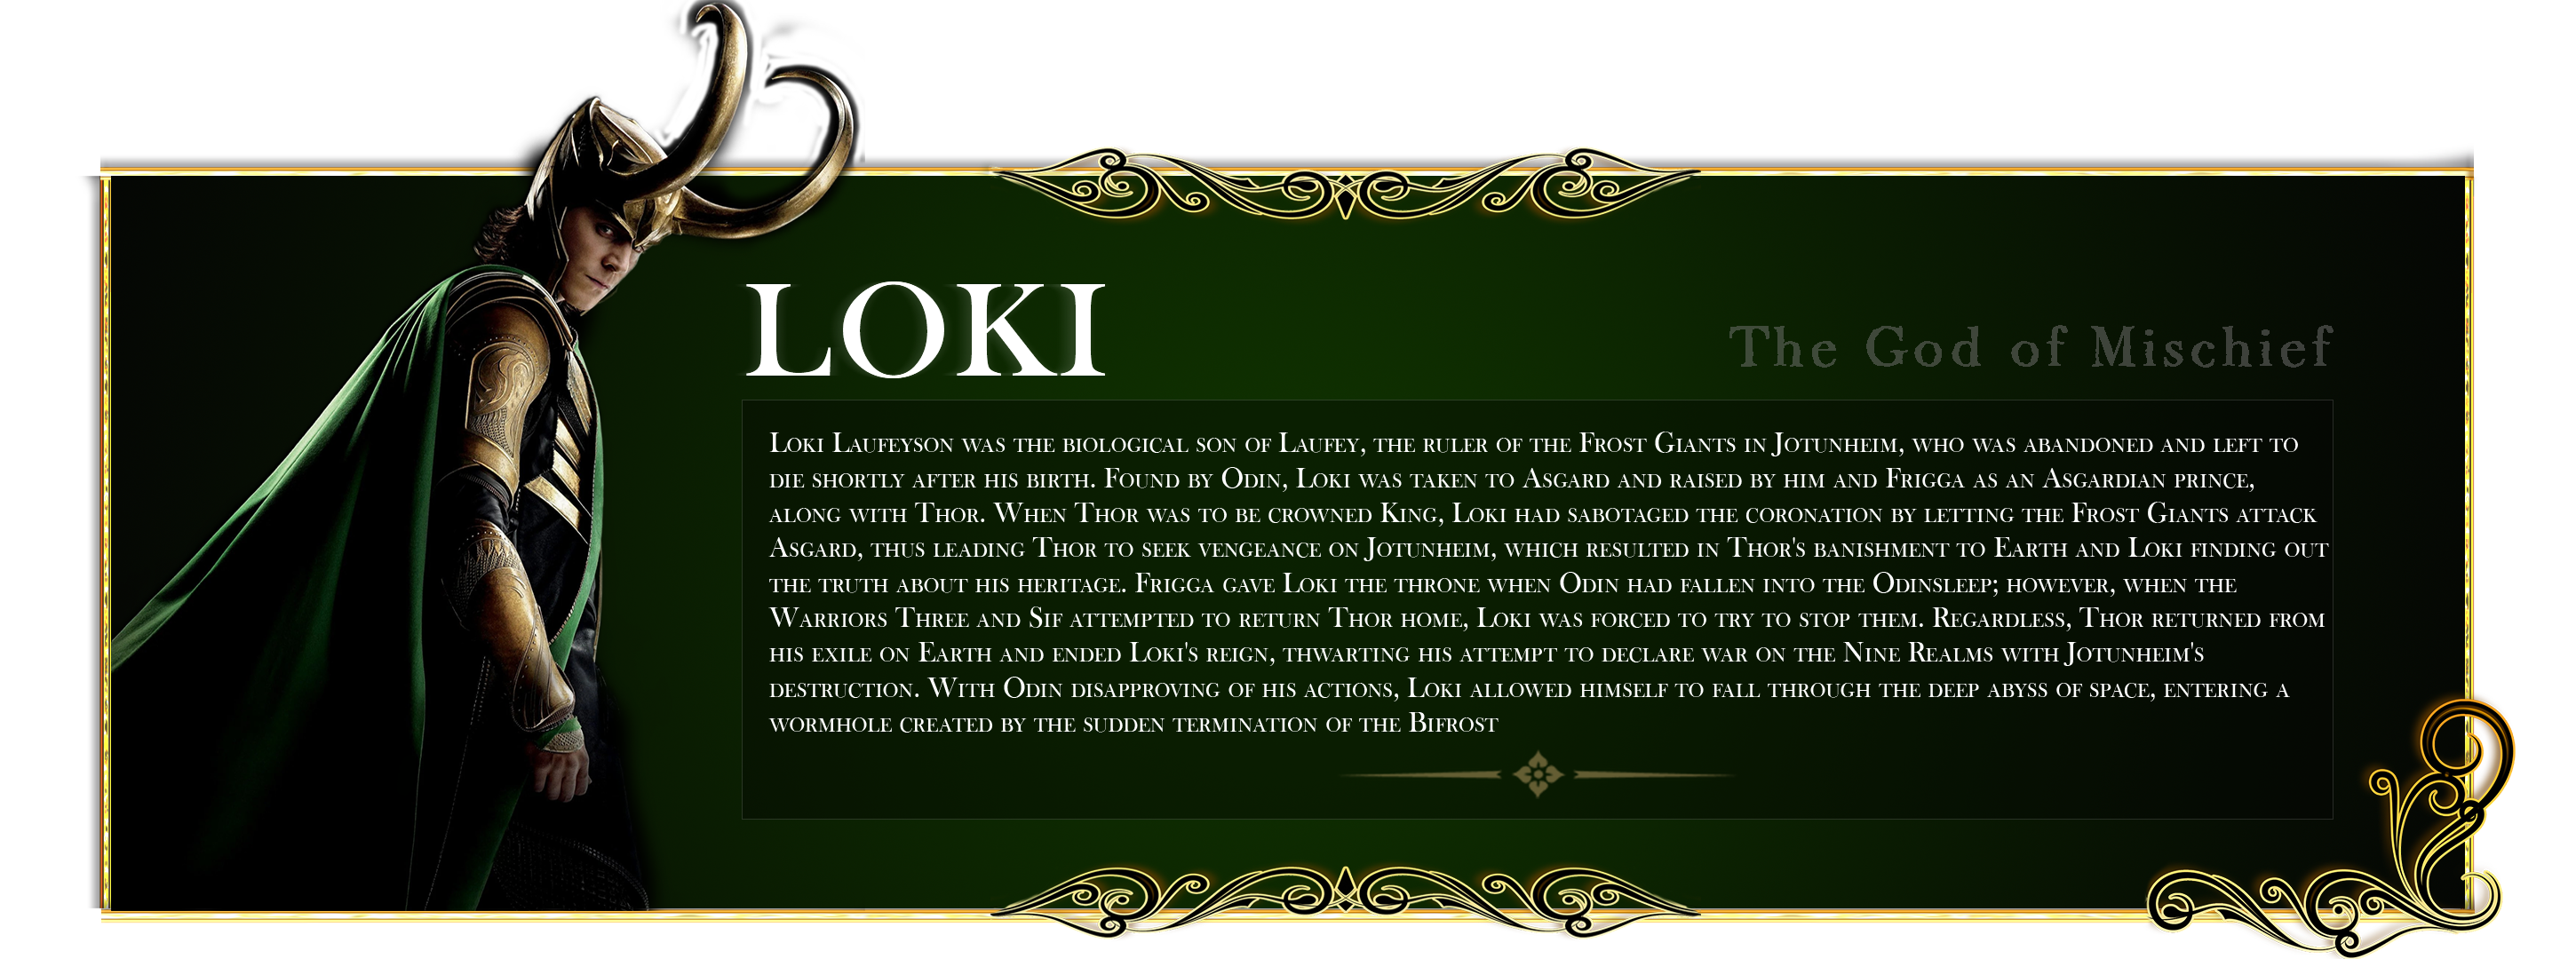 LOKI
The God of Mischief
Loki Laufeyson was the biological son of Laufey, the ruler of the Frost Giants in Jotunheim, who was abandoned and left to
die shortly after his birth. Found by Odin, Loki was taken to Asgard and raised by him and Frigga as an Asgardian prince,
along with Thor. When Thor was to be crowned King, Loki had sabotaged the coronation by letting the Frost Giants attack
Asgard, thus leading Thor to seek vengeance on Jotunheim, which resulted in Thor's banishment to Earth and Loki finding out
the truth about his heritage. Frigga gave Loki the throne when Odin had fallen into the Odinsleep; however, when the
Warriors Three and Sif attempted to return Thor home, Loki was forced to try to stop them. Regardless, Thor returned from
his exile on Earth and ended Loki's reign, thwarting his attempt to declare war on the Nine Realms with Jotunheim's
destruction. With Odin disapproving of his actions, Loki allowed himself to fall through the deep abyss of space, entering a
wormhole created by the sudden termination of the Bifrost